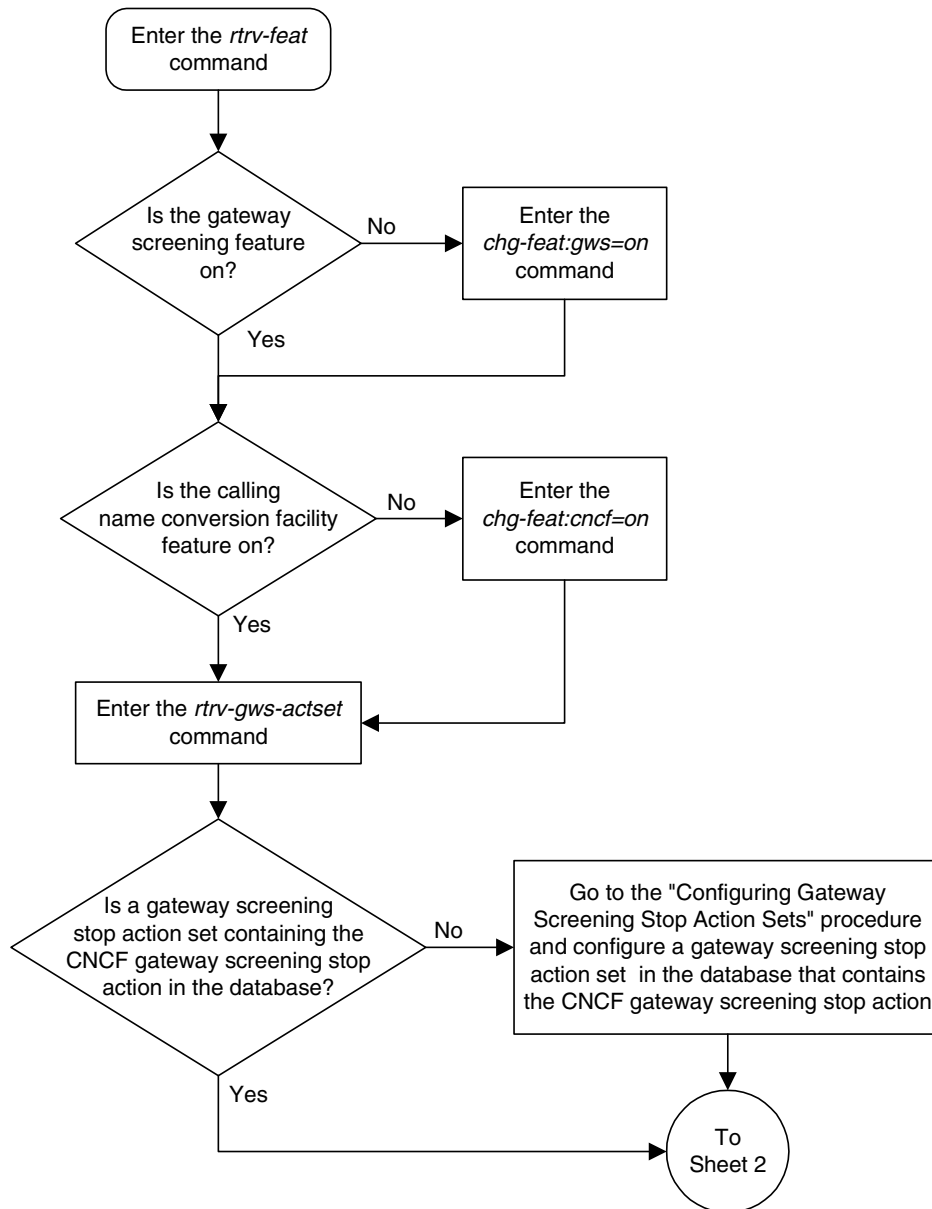 Enter the rtrv-feat
command
Is the gateway
screening feature
on?
No
Enter the
chg-feat:gws=on
command
Yes
Is the calling
name conversion facility
feature on?
No
Enter the
chg-feat:cncf=on
command
Yes
Enter the rtrv-gws-actset
command
Is a gateway screening
stop action set containing the
CNCF gateway screening stop
action in the database?
No
Go to the "Configuring Gateway
Screening Stop Action Sets" procedure
and configure a gateway screening stop
action set in the database that contains
the CNCF gateway screening stop action
Yes
To
Sheet 2